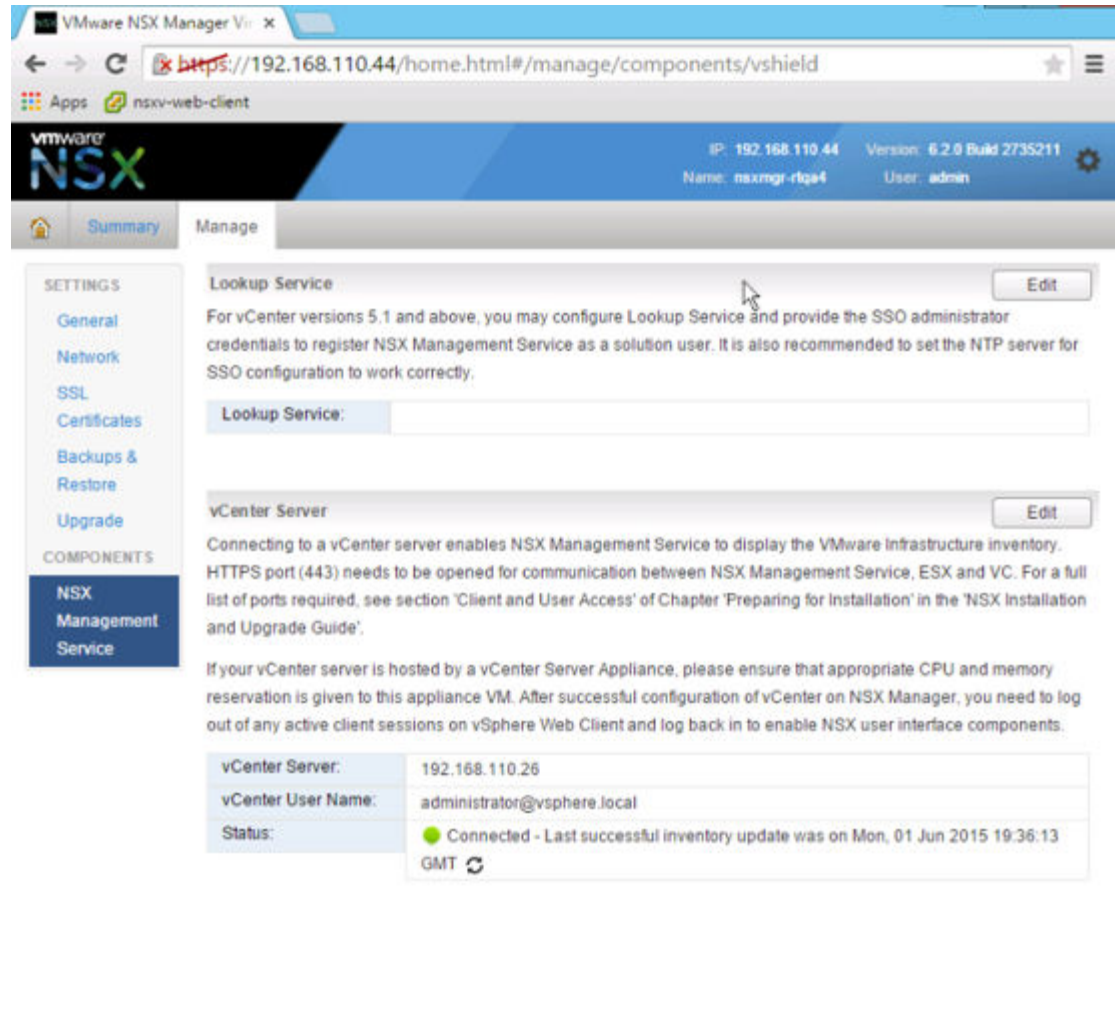 VMware NSX Manager Vi
https://192.168.110.44/home.html#/manage/components/vshield
Apps nsxv-web-client
vmware
NSX
IP: 192.168.110.44 Version: 6.2.0 Build 2735211
Name: nsxmgr-rlqa4 User: admin
Summary Manage
SETTINGS
General
Network
SSL
Certificates
Backups &
Restore
Upgrade
COMPONENTS
NSX
Management
Service
Lookup Service Edit
For vCenter versions 5.1 and above, you may configure Lookup Service and provide the SSO administrator
credentials to register NSX Management Service as a solution user. It is also recommended to set the NTP server for
SSO configuration to work correctly.
Lookup Service:
vCenter Server Edit
Connecting to a vCenter server enables NSX Management Service to display the VMware Infrastructure inventory.
HTTPS port (443) needs to be opened for communication between NSX Management Service, ESX and VC. For a full
list of ports required, see section 'Client and User Access' of Chapter 'Preparing for Installation' in the 'NSX Installation
and Upgrade Guide'.
If your vCenter server is hosted by a vCenter Server Appliance, please ensure that appropriate CPU and memory
reservation is given to this appliance VM. After successful configuration of vCenter on NSX Manager, you need to log
out of any active client sessions on vSphere Web Client and log back in to enable NSX user interface components.
vCenter Server: 192.168.110.26
vCenter User Name: administrator@vsphere.local
Status: Connected - Last successful inventory update was on Mon, 01 Jun 2015 19:36:13
GMT